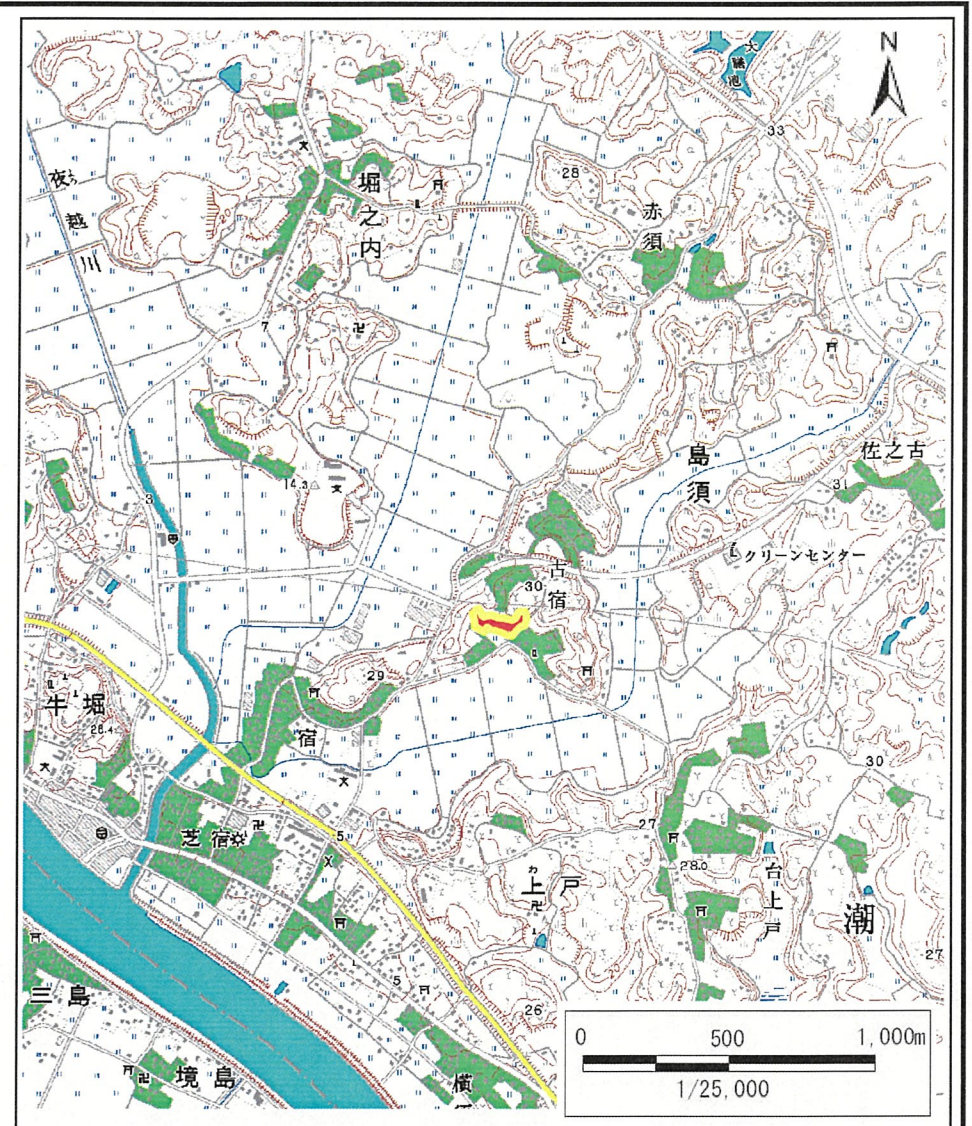 N
大膳池
33
夜越川
堀之内
28
赤須
7
島須
佐之古
31
14.3
3
クリーンセンター
古宿
30
29
牛堀
28.4
宿
30
芝宿
5
27
28.0
上戸
台上戸
潮
27
三島
5
26
境島
横
0 500 1,000m
1/25,000